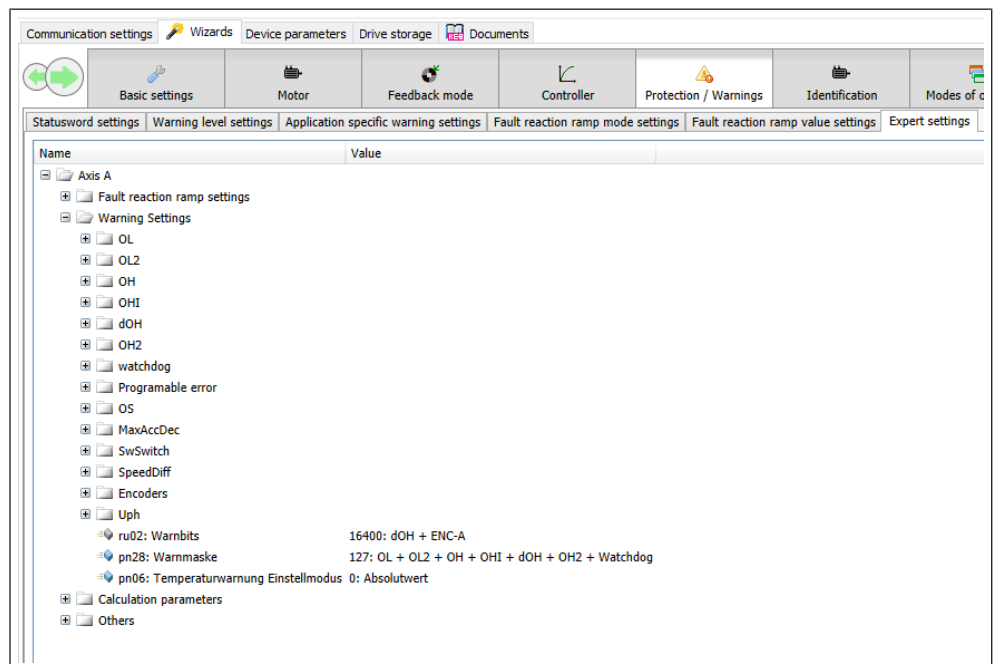 Communication settings Wizards Device parameters Drive storage KEB Documents
Basic settings Motor Feedback mode Controller Protection / Warnings Identification Modes of
Statusword settings Warning level settings Application specific warning settings Fault reaction ramp mode settings Fault reaction ramp value settings Expert settings
Name Value
Axis A
Fault reaction ramp settings
Warning Settings
OL
OL2
OH
OHI
dOH
OH2
watchdog
Programable error
OS
MaxAccDec
SwSwitch
SpeedDiff
Encoders
Uph
ru02: Warnbits 16400: dOH + ENC-A
pn28: Warnmaske 127: OL + OL2 + OH + OHI + dOH + OH2 + Watchdog
pn06: Temperaturwarnung Einstellmodus 0: Absolutwert
Calculation parameters
Others